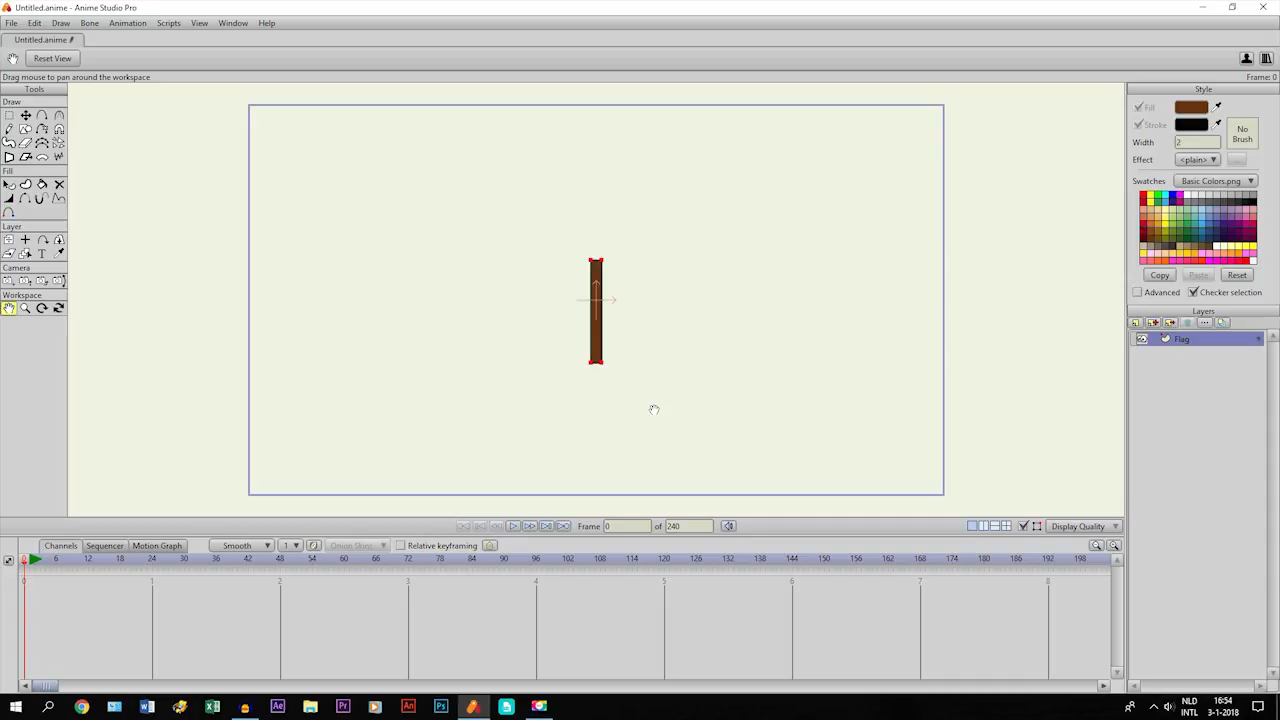 Untitled.anime - Anime Studio Pro
File Edit Draw Bone Animation Scripts View Window Help
Untitled.anime
Reset View
Drag mouse to pan around the workspace
Frame: 0
Tools
Draw
Fill
Layer
Camera
Workspace
Style
Fill
Stroke
No Brush
Width 2
Effect <plain>
Swatches Basic Colors.png
Copy Paste Reset
Advanced Checker selection
Layers
Flag
Frame 0 of 240 Display Quality
Channels Sequencer Motion Graph Smooth 1 Onion Skins Relative keyframing
0 6 12 18 24 30 36 42 48 54 60 66 72 78 84 90 96 102 108 114 120 126 132 138 144 150 156 162 168 174 180 186 192 198
0 1 2 3 4 5 6 7 8
W Ae Pr An Ps
NLD
INTL
16:54
3-1-2018